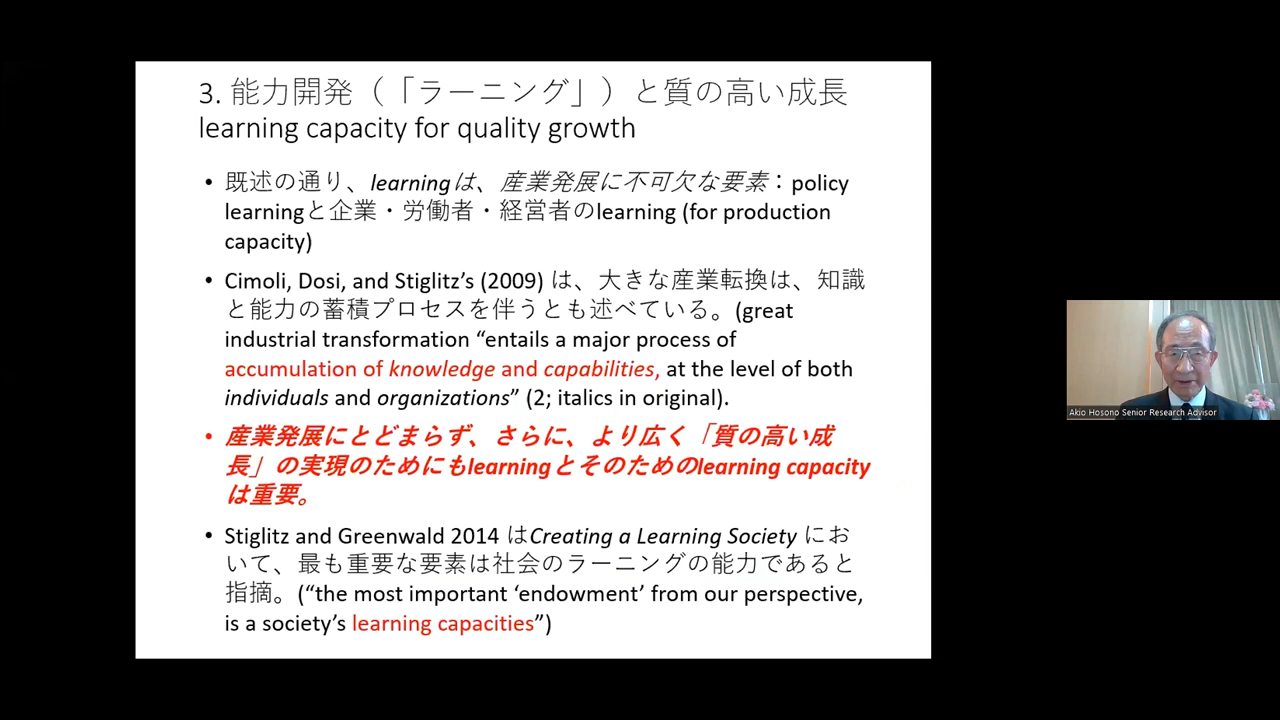 3. 能力開発（「ラーニング」）と質の高い成長
learning capacity for quality growth
• 既述の通り、learningは、産業発展に不可欠な要素：policy
learningと企業・労働者・経営者のlearning (for production
capacity)
• Cimoli, Dosi, and Stiglitz’s (2009) は、大きな産業転換は、知識
と能力の蓄積プロセスを伴うとも述べている。(great
industrial transformation “entails a major process of
accumulation of knowledge and capabilities, at the level of both
individuals and organizations” (2; italics in original).
• 産業発展にとどまらず、さらに、より広く「質の高い成
長」の実現のためにもlearningとそのためのlearning capacity
は重要。
• Stiglitz and Greenwald 2014 はCreating a Learning Society にお
いて、最も重要な要素は社会のラーニングの能力であると
指摘。(“the most important ‘endowment’ from our perspective,
is a society’s learning capacities”)
Akio Hosono Senior Research Advisor